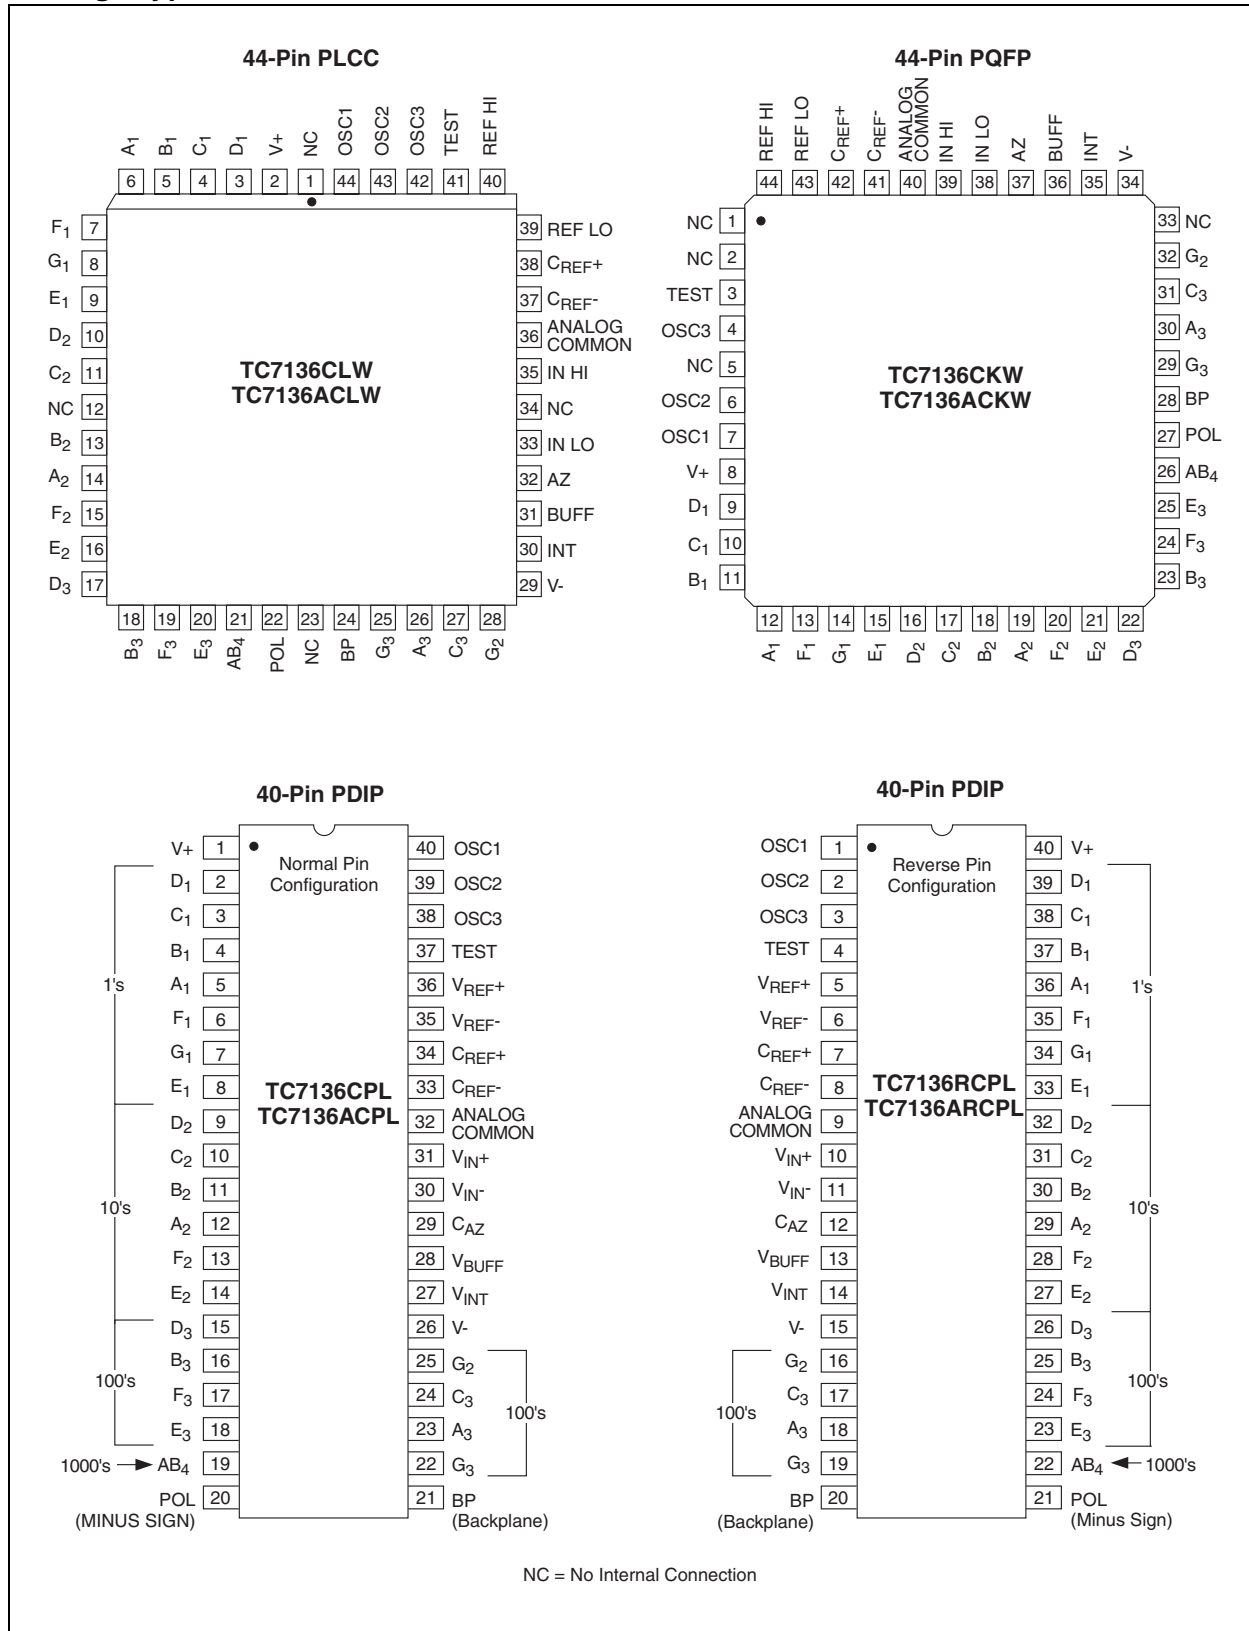 44-Pin PLCC
A1 B1 C1 D1 V+ NC OSC1 OSC2 OSC3 TEST REF HI
6 5 4 3 2 1 44 43 42 41 40
F1 7
G1 8
E1 9
D2 10
C2 11
NC 12
B2 13
A2 14
F2 15
E2 16
D3 17
TC7136CLW
TC7136ACLW
39 REF LO
38 CREF+
37 CREF-
36 ANALOG
COMMON
35 IN HI
34 NC
33 IN LO
32 AZ
31 BUFF
30 INT
29 V-
18 19 20 21 22 23 24 25 26 27 28
B3 F3 E3 AB4 POL NC BP G3 A3 C3 G2
44-Pin PQFP
REF HI REF LO CREF+ CREF- ANALOG COMMON IN HI IN LO AZ BUFF INT V-
44 43 42 41 40 39 38 37 36 35 34
NC 1
NC 2
TEST 3
OSC3 4
NC 5
OSC2 6
OSC1 7
V+ 8
D1 9
C1 10
B1 11
TC7136CKW
TC7136ACKW
33 NC
32 G2
31 C3
30 A3
29 G3
28 BP
27 POL
26 AB4
25 E3
24 F3
23 B3
12 13 14 15 16 17 18 19 20 21 22
A1 F1 G1 E1 D2 C2 B2 A2 F2 E2 D3
40-Pin PDIP
Normal Pin
Configuration
V+ 1
D1 2
C1 3
B1 4
1's
A1 5
F1 6
G1 7
E1 8
D2 9
C2 10
B2 11
10's
A2 12
F2 13
E2 14
D3 15
B3 16
100's
F3 17
E3 18
1000's AB4 19
POL 20
(MINUS SIGN)
TC7136CPL
TC7136ACPL
40 OSC1
39 OSC2
38 OSC3
37 TEST
36 VREF+
35 VREF-
34 CREF+
33 CREF-
32 ANALOG
COMMON
31 VIN+
30 VIN-
29 CAZ
28 VBUFF
27 VINT
26 V-
25 G2
24 C3
100's
23 A3
22 G3
21 BP
(Backplane)
40-Pin PDIP
Reverse Pin
Configuration
OSC1 1
OSC2 2
OSC3 3
TEST 4
VREF+ 5
VREF- 6
CREF+ 7
CREF- 8
ANALOG
COMMON 9
VIN+ 10
VIN- 11
CAZ 12
VBUFF 13
VINT 14
V- 15
G2 16
C3 17
100's
A3 18
G3 19
BP 20
(Backplane)
TC7136RCPL
TC7136ARCPL
40 V+
39 D1
38 C1
37 B1
36 A1
1's
35 F1
34 G1
33 E1
32 D2
31 C2
30 B2
10's
29 A2
28 F2
27 E2
26 D3
25 B3
100's
24 F3
23 E3
22 AB4 1000's
21 POL
(Minus Sign)
NC = No Internal Connection